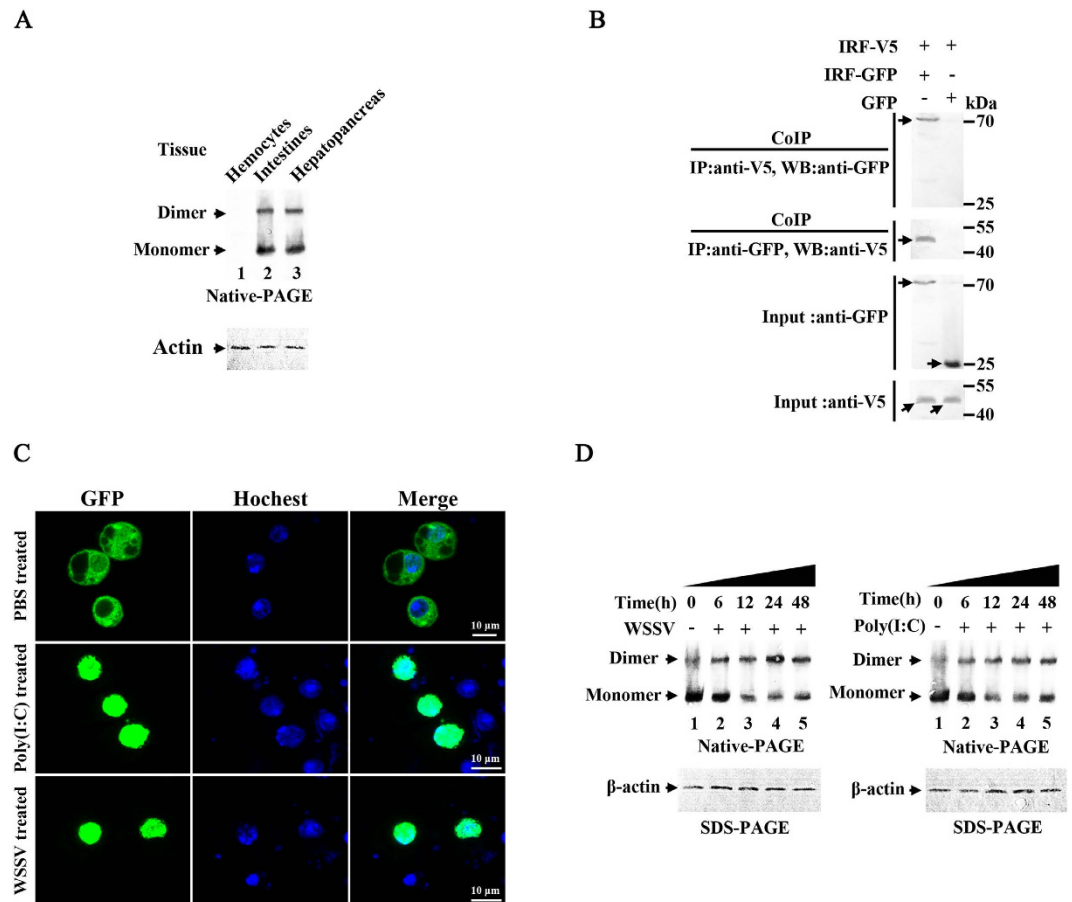 A
Tissue
Hemocytes
Intestines
Hepatopancreas
Dimer
Monomer
1 2 3
Native-PAGE
Actin
B
IRF-V5 + +
IRF-GFP + -
GFP - + kDa
CoIP
IP:anti-V5, WB:anti-GFP
70
25
CoIP
IP:anti-GFP, WB:anti-V5
55
40
Input :anti-GFP
70
25
Input :anti-V5
55
40
C
GFP Hochest Merge
PBS treated
10 µm
Poly(I:C) treated
10 µm
WSSV treated
10 µm
D
Time(h) 0 6 12 24 48
WSSV - + + + +
Dimer
Monomer
1 2 3 4 5
Native-PAGE
β-actin
SDS-PAGE
Time(h) 0 6 12 24 48
Poly(I:C) - + + + +
Dimer
Monomer
1 2 3 4 5
Native-PAGE
β-actin
SDS-PAGE